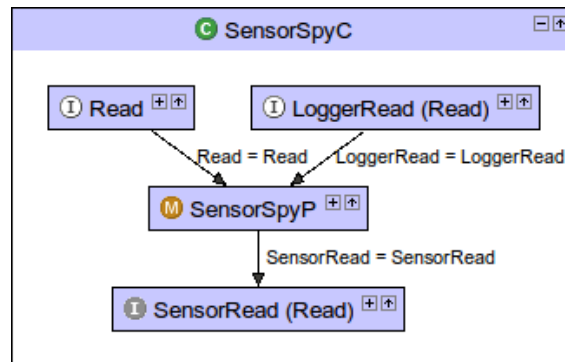 C SensorSpyC
I Read
I LoggerRead (Read)
Read = Read
LoggerRead = LoggerRead
M SensorSpyP
SensorRead = SensorRead
I SensorRead (Read)